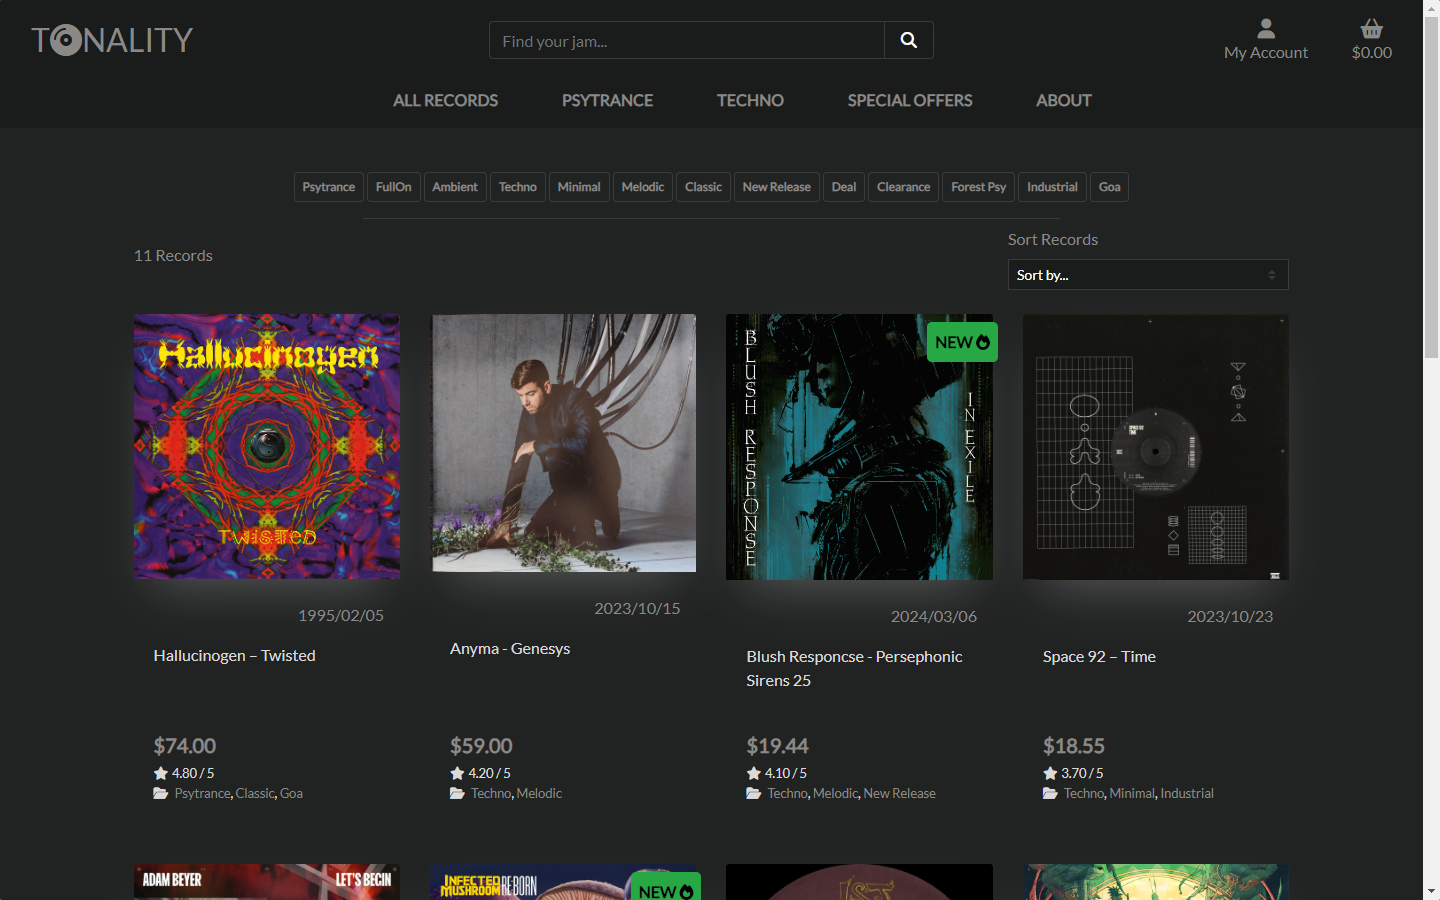 TONALITY
Find your jam...
My Account
$0.00
ALL RECORDS
PSYTRANCE
TECHNO
SPECIAL OFFERS
ABOUT
Psytrance
FullOn
Ambient
Techno
Minimal
Melodic
Classic
New Release
Deal
Clearance
Forest Psy
Industrial
Goa
11 Records
Sort Records
Sort by...
Hallucinogen
TWISTED
BLUSH RESPONSE
IN EXILE
NEW
SPACE 92
TIME
1995/02/05
Hallucinogen – Twisted
$74.00
4.80 / 5
Psytrance, Classic, Goa
2023/10/15
Anyma - Genesys
$59.00
4.20 / 5
Techno, Melodic
2024/03/06
Blush Responcse - Persephonic
Sirens 25
$19.44
4.10 / 5
Techno, Melodic, New Release
2023/10/23
Space 92 – Time
$18.55
3.70 / 5
Techno, Minimal, Industrial
ADAM BEYER
LET'S BEGIN
INFECTED
MUSHROOM
REBORN
NEW